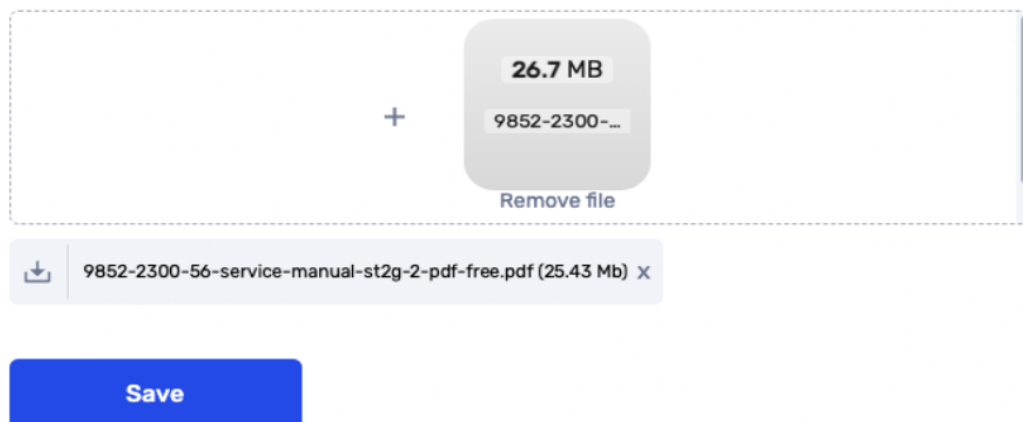 26.7 MB
+
9852-2300-…
Remove file
9852-2300-56-service-manual-st2g-2-pdf-free.pdf (25.43 Mb) x
Save